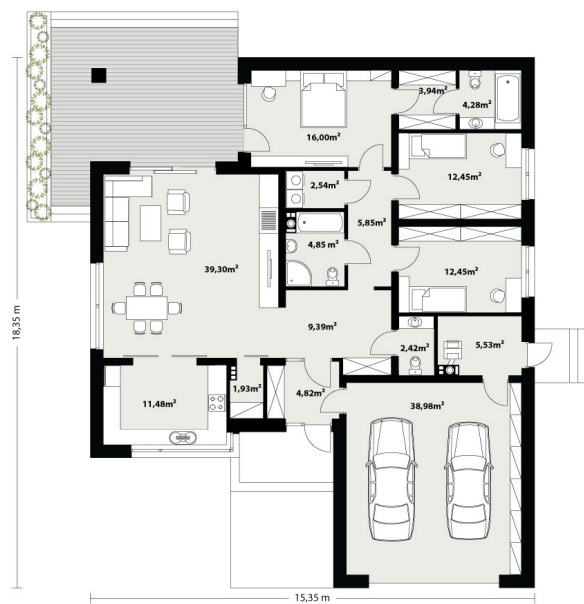 3,94m²
4,28m²
16,00m²
2,54m²
12,45m²
5,85m²
4,85 m²
39,30m²
12,45m²
18,35 m
9,39m²
2,42m²
5,53m²
1,93m²
4,82m²
11,48m²
38,98m²
15,35 m